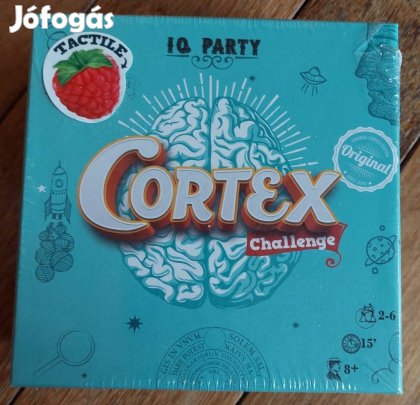 Jófogás
TACTILE
IQ PARTY
Original
CORTEX
Challenge
2-6
15'
8+